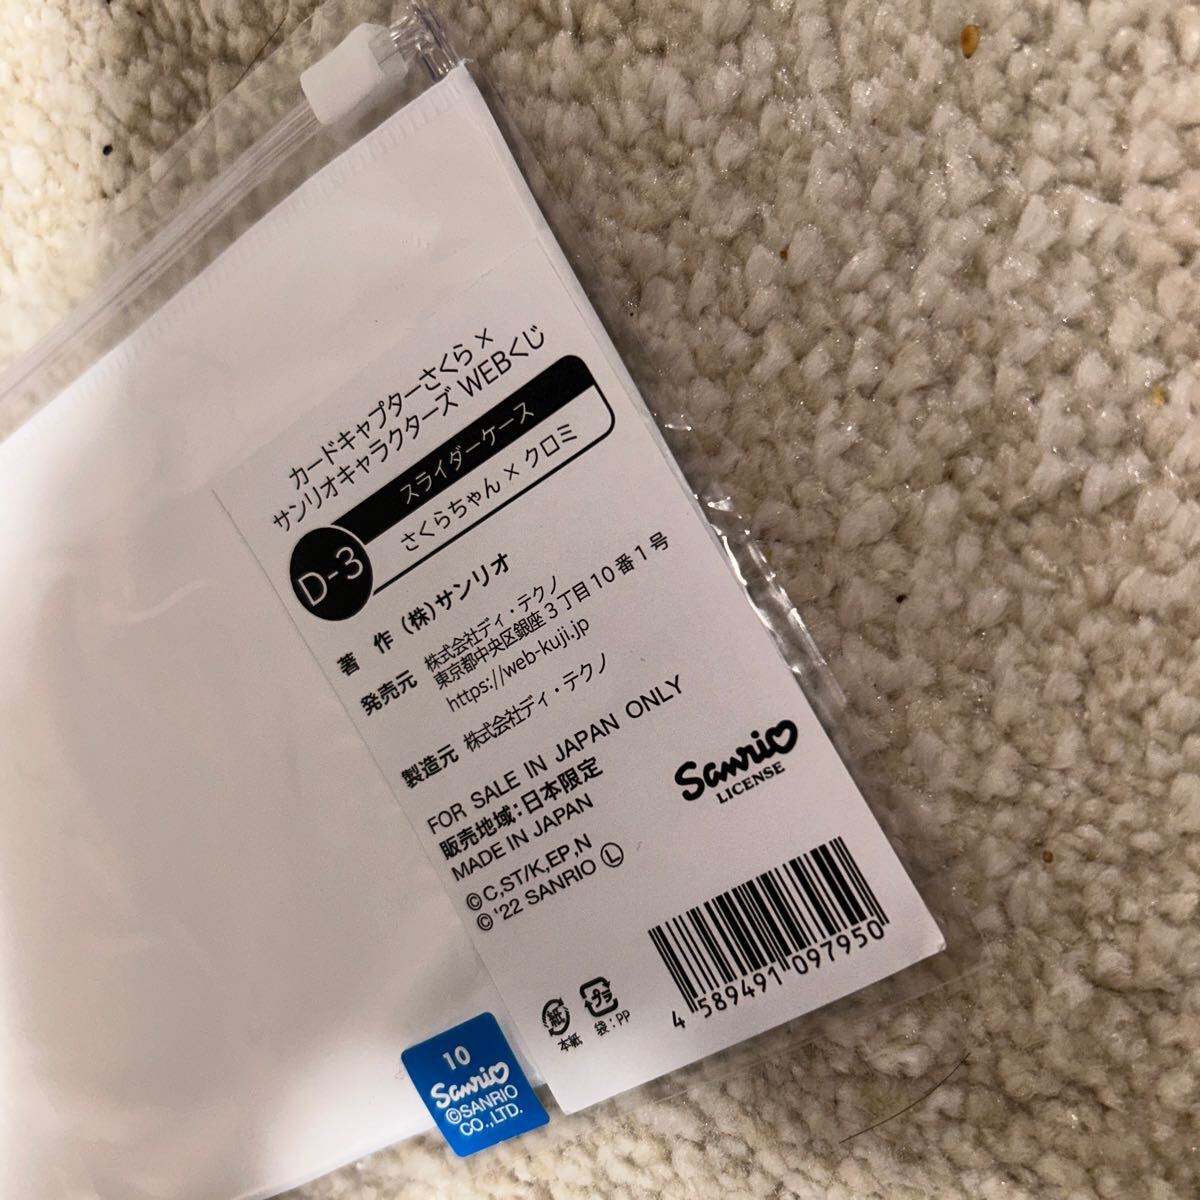 カードキャプターさくら×
サンリオキャラクターズ WEBくじ
D-3
スライダーケース
さくらちゃん × クロミ
著 作 (株)サンリオ
発売元 株式会社ディ・テクノ
東京都中央区銀座3丁目10番1号
https://web-kuji.jp
製造元 株式会社ディ・テクノ
FOR SALE IN JAPAN ONLY
販売地域:日本限定
MADE IN JAPAN
©C,ST/K,EP,N
©'22 SANRIO Ⓛ
Sanrio
LICENSE
4 589491 097950
紙
本紙
プラ
袋:PP
10
Sanrio
©SANRIO
CO.,LTD.